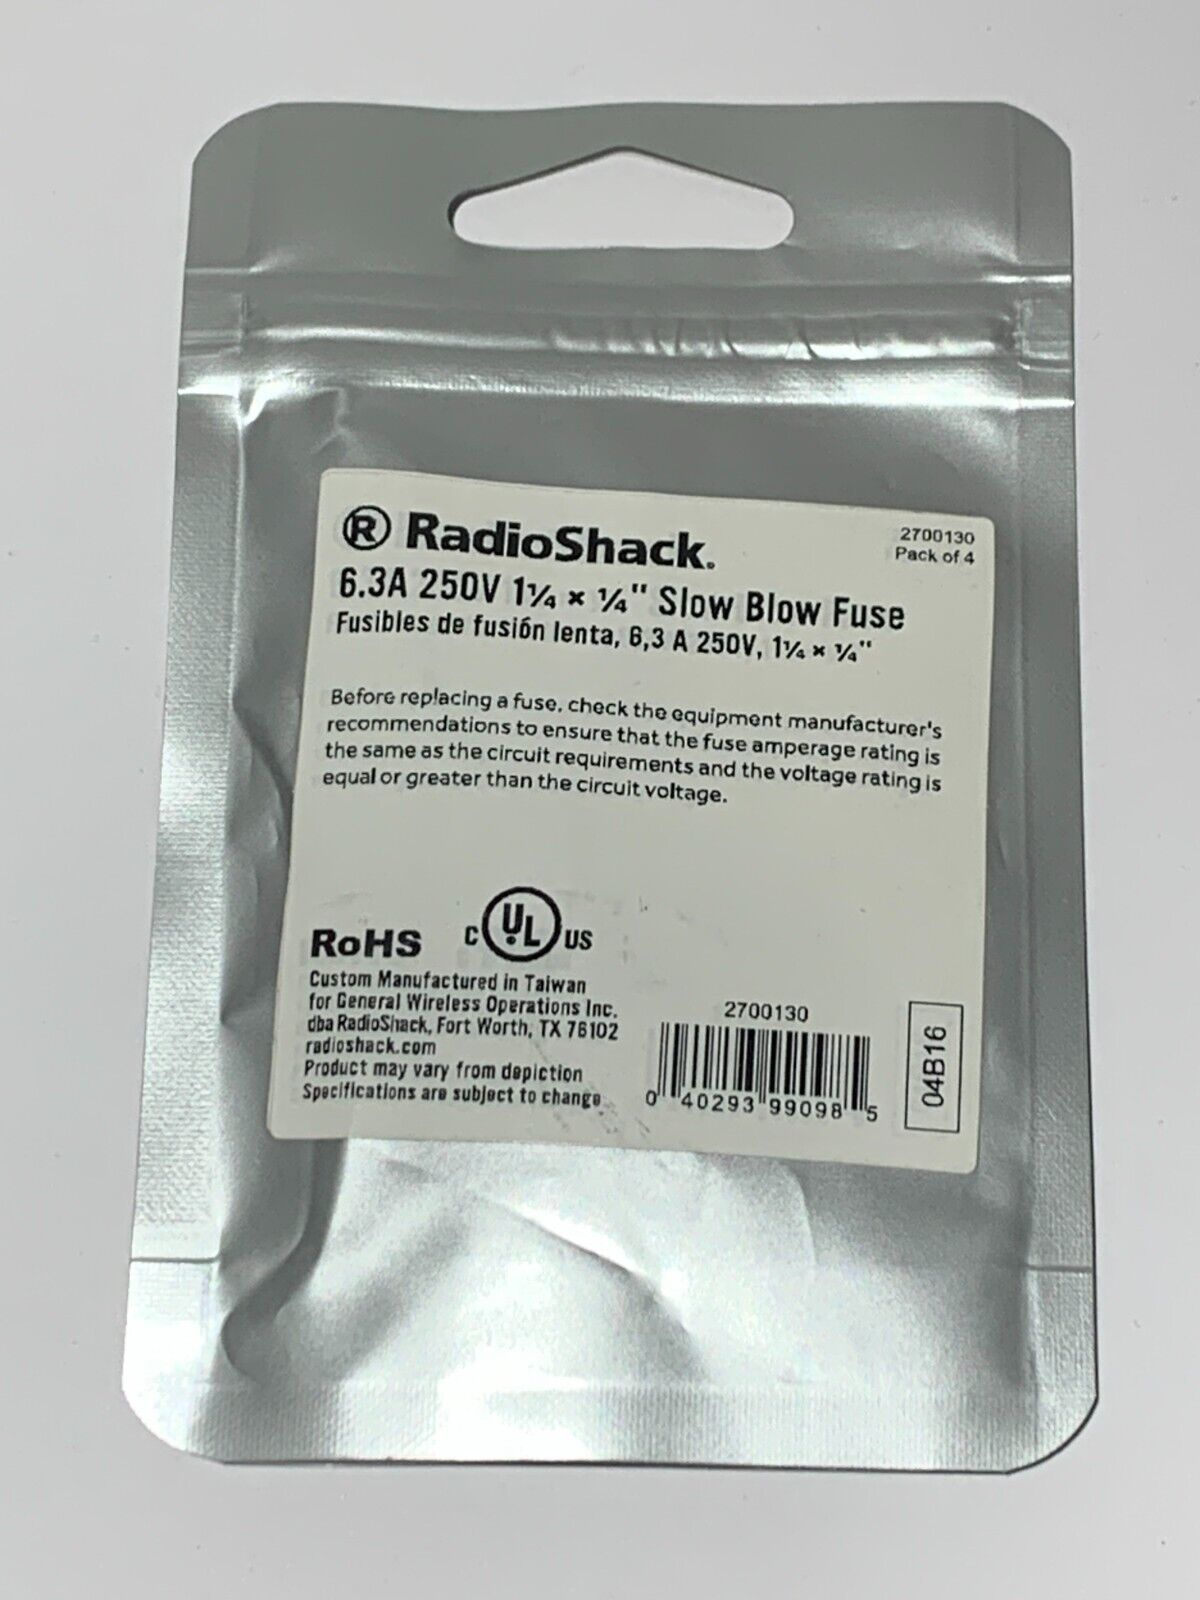 ® RadioShack.
2700130
Pack of 4
6.3A 250V 1¼ × ¼" Slow Blow Fuse
Fusibles de fusión lenta, 6,3 A 250V, 1¼ × ¼"
Before replacing a fuse, check the equipment manufacturer's
recommendations to ensure that the fuse amperage rating is
the same as the circuit requirements and the voltage rating is
equal or greater than the circuit voltage.
RoHS
C UL US
Custom Manufactured in Taiwan
for General Wireless Operations Inc.
dba RadioShack, Fort Worth, TX 76102
radioshack.com
Product may vary from depiction
Specifications are subject to change
2700130
0 40293 99098 5
04B16